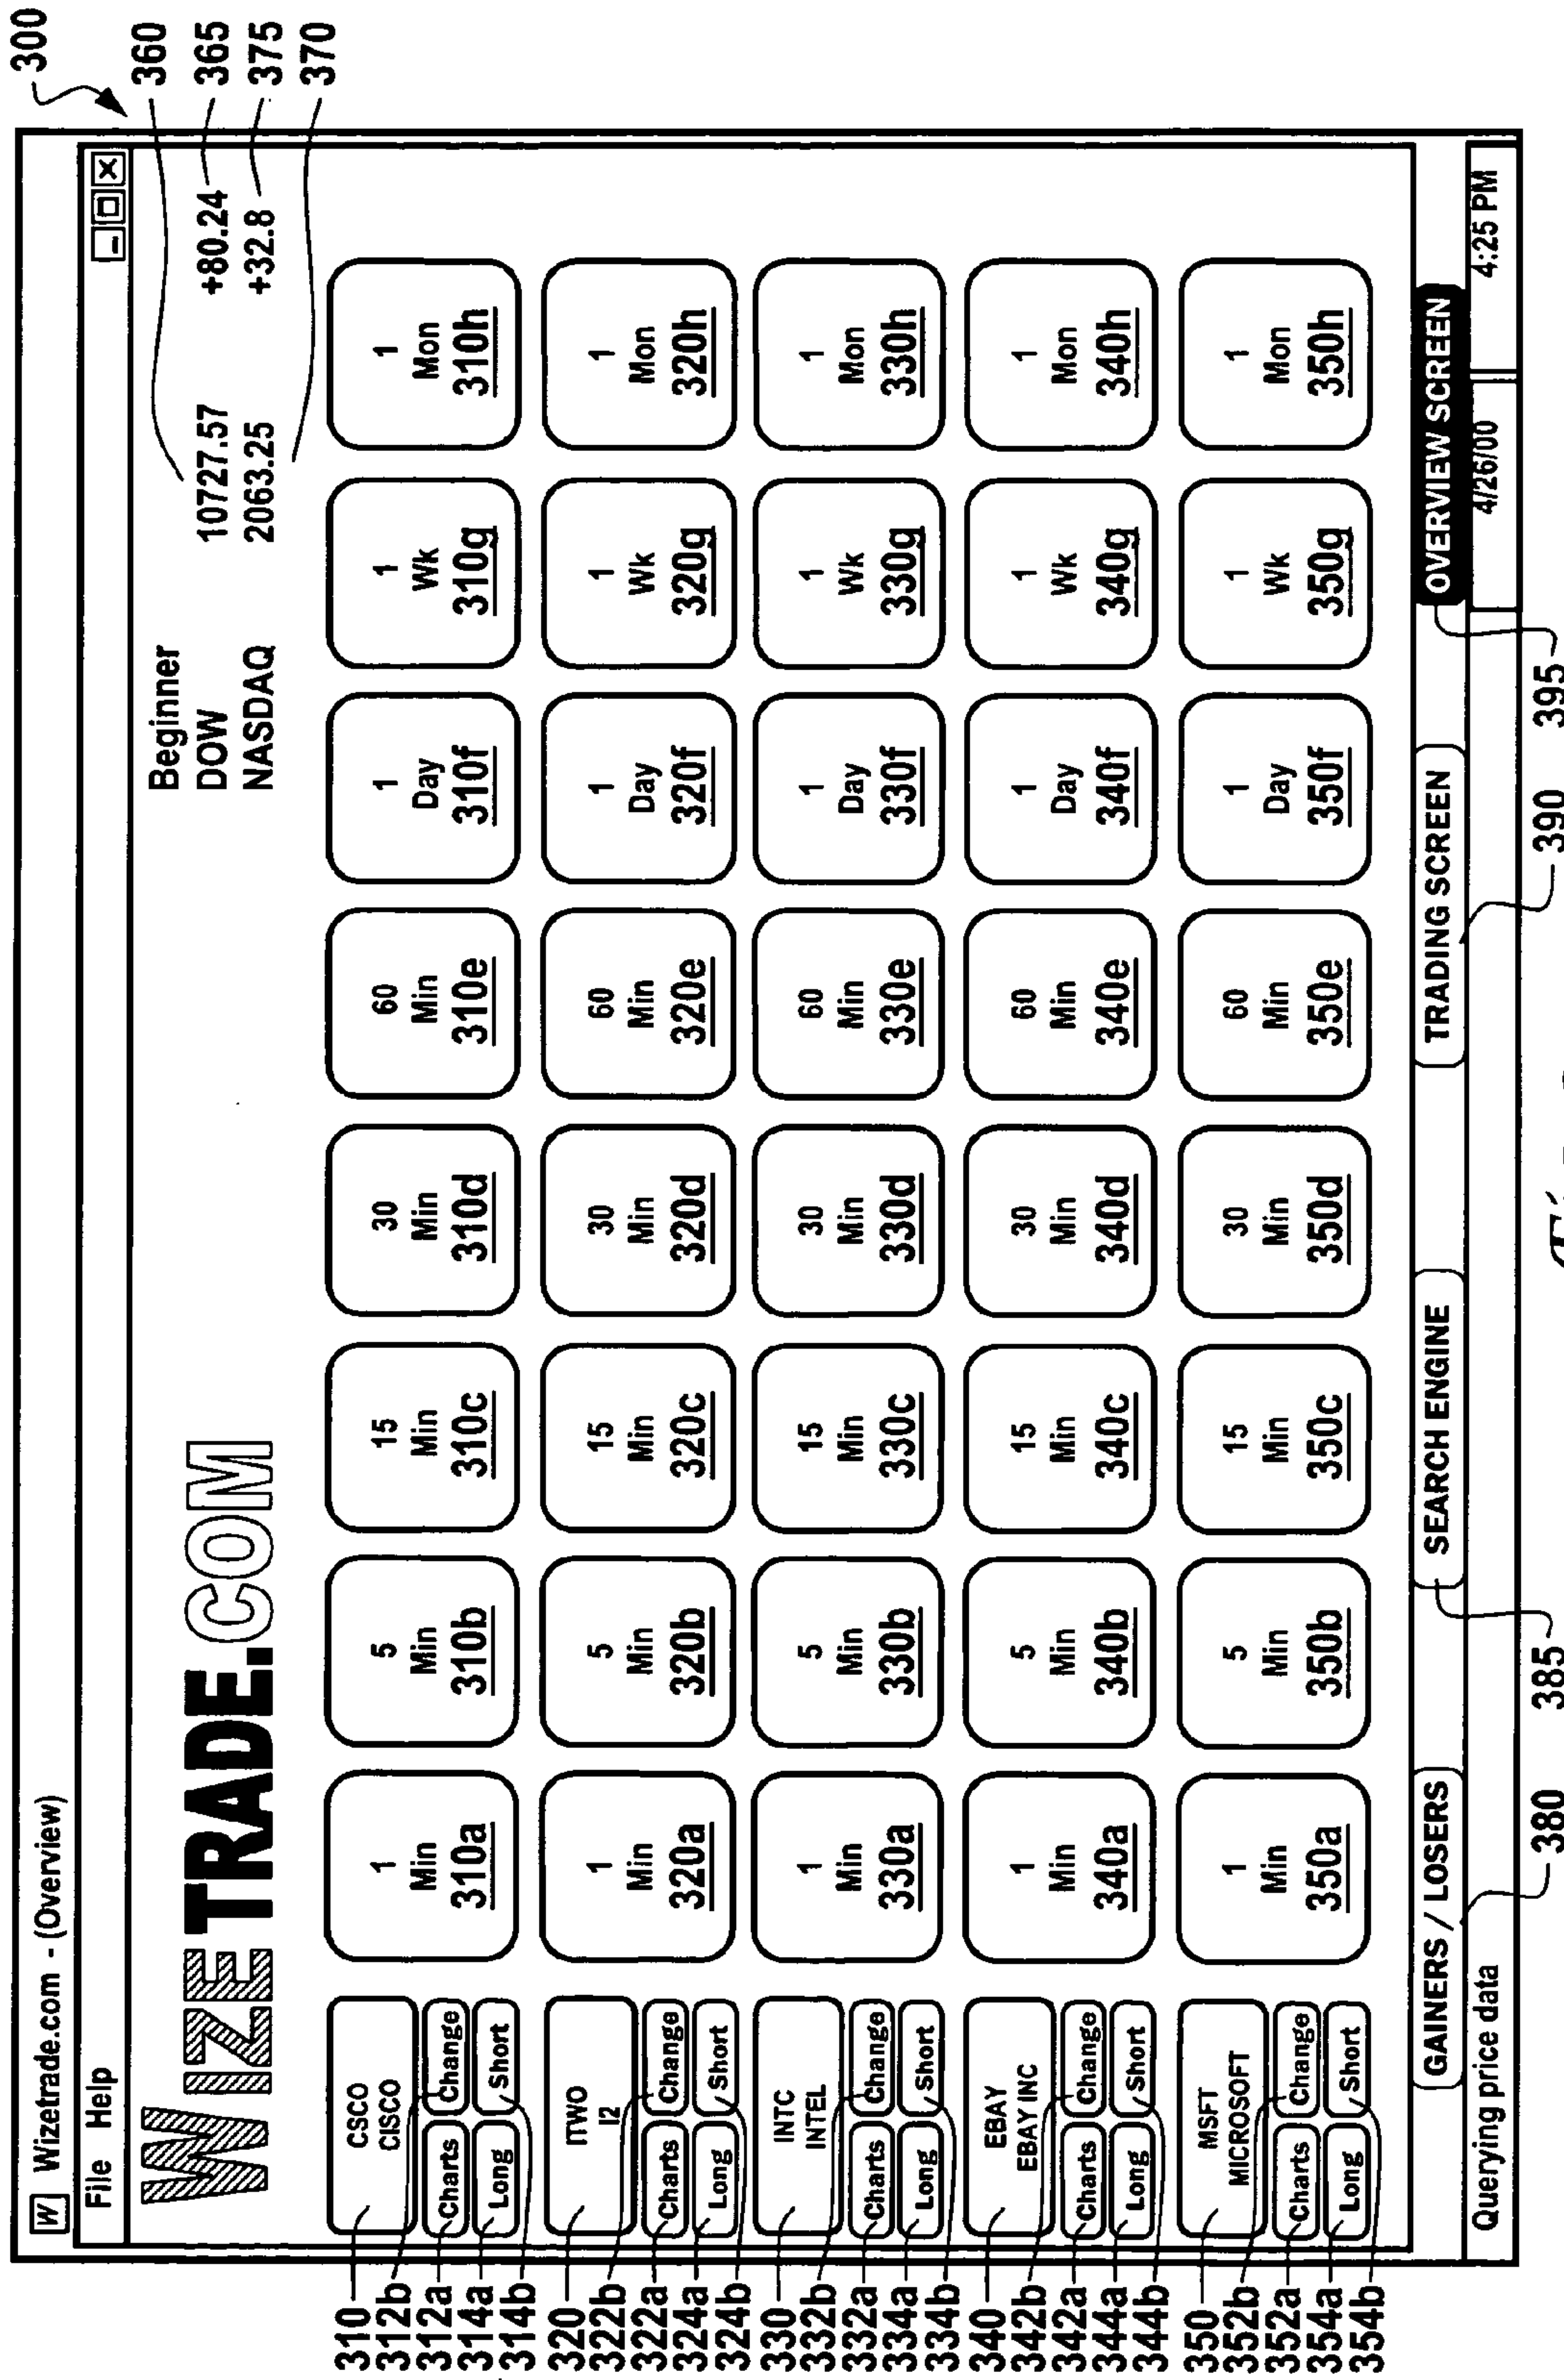 300
360
365
375
370
W Wizetrade.com - (Overview)
File Help
WIZETRADE.COM
Beginner
DOW 10727.57 +80.24
NASDAQ 2063.25 +32.8
310
312b
312a
314a
314b
CSCO
CISCO
Charts Change
Long Short
1 Min 310a
5 Min 310b
15 Min 310c
30 Min 310d
60 Min 310e
1 Day 310f
1 Wk 310g
1 Mon 310h
320
322b
322a
324a
324b
ITWO
I2
Charts Change
Long Short
1 Min 320a
5 Min 320b
15 Min 320c
30 Min 320d
60 Min 320e
1 Day 320f
1 Wk 320g
1 Mon 320h
330
332b
332a
334a
334b
INTC
INTEL
Charts Change
Long Short
1 Min 330a
5 Min 330b
15 Min 330c
30 Min 330d
60 Min 330e
1 Day 330f
1 Wk 330g
1 Mon 330h
340
342b
342a
344a
344b
EBAY
EBAY INC
Charts Change
Long Short
1 Min 340a
5 Min 340b
15 Min 340c
30 Min 340d
60 Min 340e
1 Day 340f
1 Wk 340g
1 Mon 340h
350
352b
352a
354a
354b
MSFT
MICROSOFT
Charts Change
Long Short
1 Min 350a
5 Min 350b
15 Min 350c
30 Min 350d
60 Min 350e
1 Day 350f
1 Wk 350g
1 Mon 350h
GAINERS / LOSERS SEARCH ENGINE TRADING SCREEN OVERVIEW SCREEN
Querying price data 4/26/00 4:25 PM
380 385 390 395